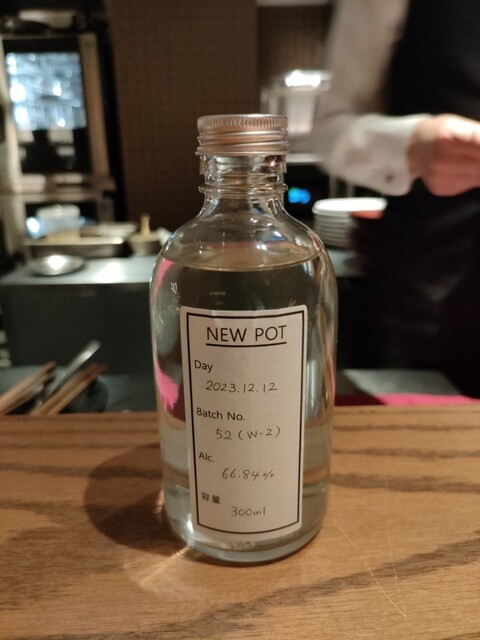 NEW POT
Day
2023.12.12
Batch No.
52 (W-2)
Alc.
66.84%
容量
300ml